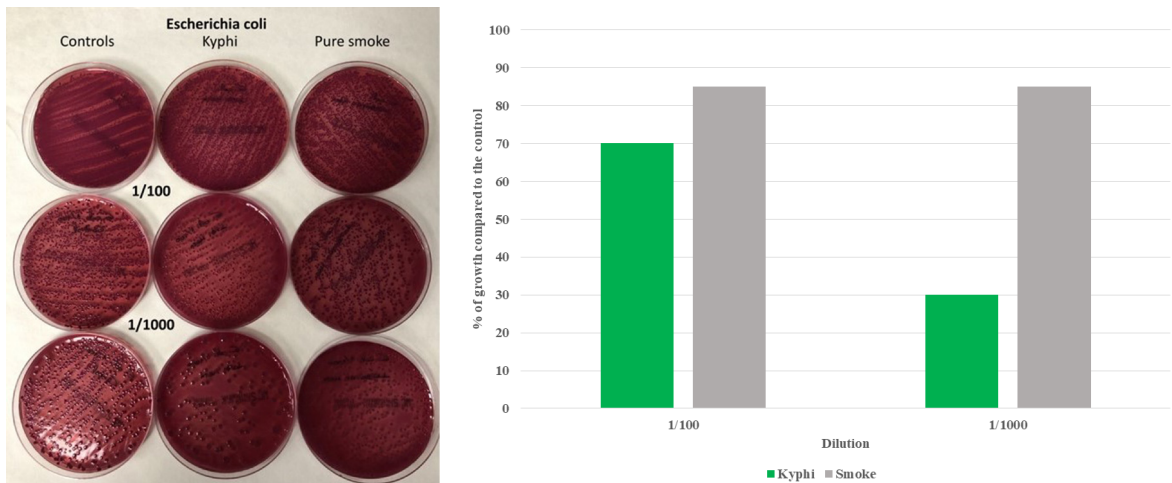 Escherichia coli
Controls Kyphi Pure smoke
1/100
1/1000
100
90
80
70
60
50
40
30
20
10
0
% of growth compared to the control
1/100 1/1000
Dilution
Kyphi Smoke